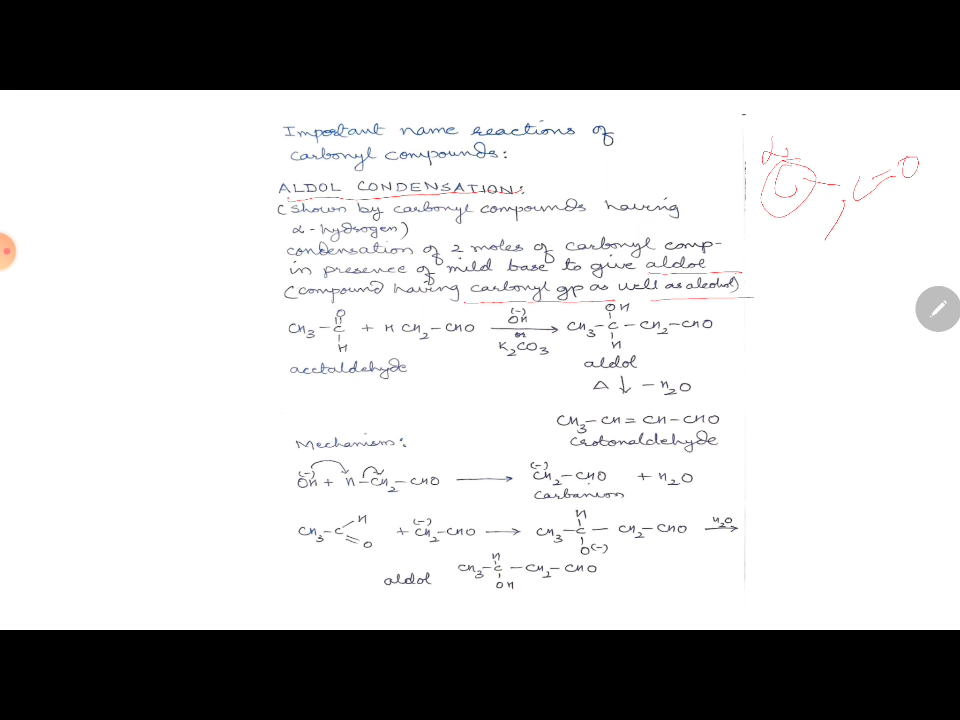 Important name reactions of
carbonyl compounds:
ALDOL CONDENSATION:
(shown by carbonyl compounds having
α-hydrogen)
condensation of 2 moles of carbonyl comp-
in presence of mild base to give aldol
(compound having carbonyl gp as well as alcohol)
O OH
CH3-C + H CH2-CHO (-)OH or K2CO3 → CH3-C-CH2-CHO
H H
acetaldehyde aldol
Δ ↓ -H2O
CH3-CH=CH-CHO
Mechanism: crotonaldehyde
(-)OH + H-CH2-CHO → (-)CH2-CHO + H2O
carbanion
H H
CH3-C + (-)CH2-CHO → CH3-C-CH2-CHO H2O →
O O(-)
H
CH3-C-CH2-CHO
aldol OH
α
C-C=O